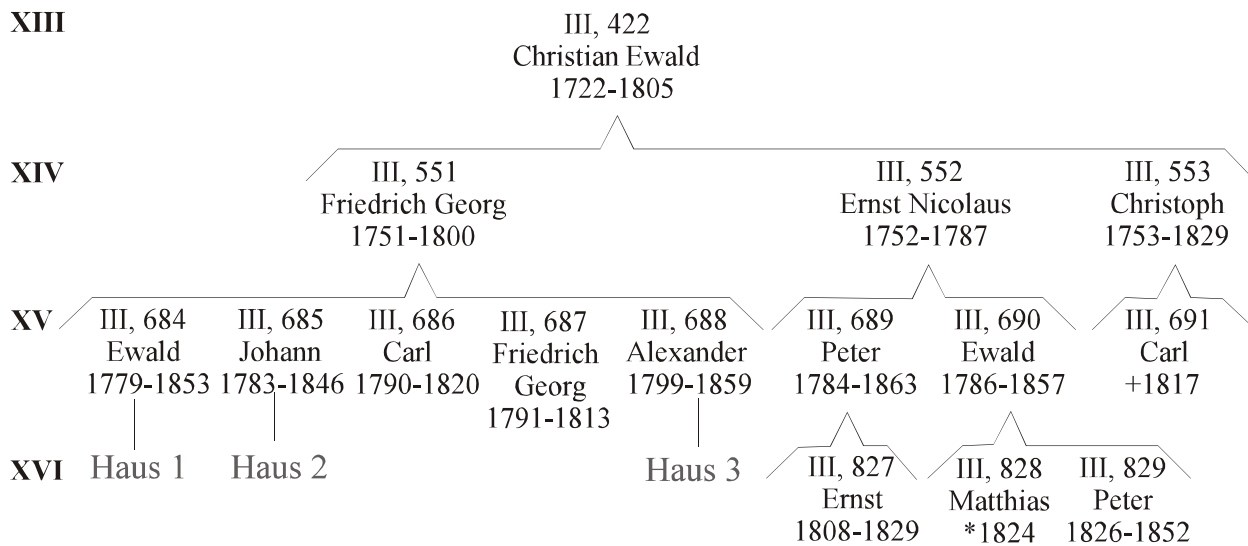 XIII
III, 422
Christian Ewald
1722-1805
XIV
III, 551
Friedrich Georg
1751-1800
III, 552
Ernst Nicolaus
1752-1787
III, 553
Christoph
1753-1829
XV
III, 684
Ewald
1779-1853
III, 685
Johann
1783-1846
III, 686
Carl
1790-1820
III, 687
Friedrich
Georg
1791-1813
III, 688
Alexander
1799-1859
III, 689
Peter
1784-1863
III, 690
Ewald
1786-1857
III, 691
Carl
+1817
XVI
Haus 1
Haus 2
Haus 3
III, 827
Ernst
1808-1829
III, 828
Matthias
*1824
III, 829
Peter
1826-1852